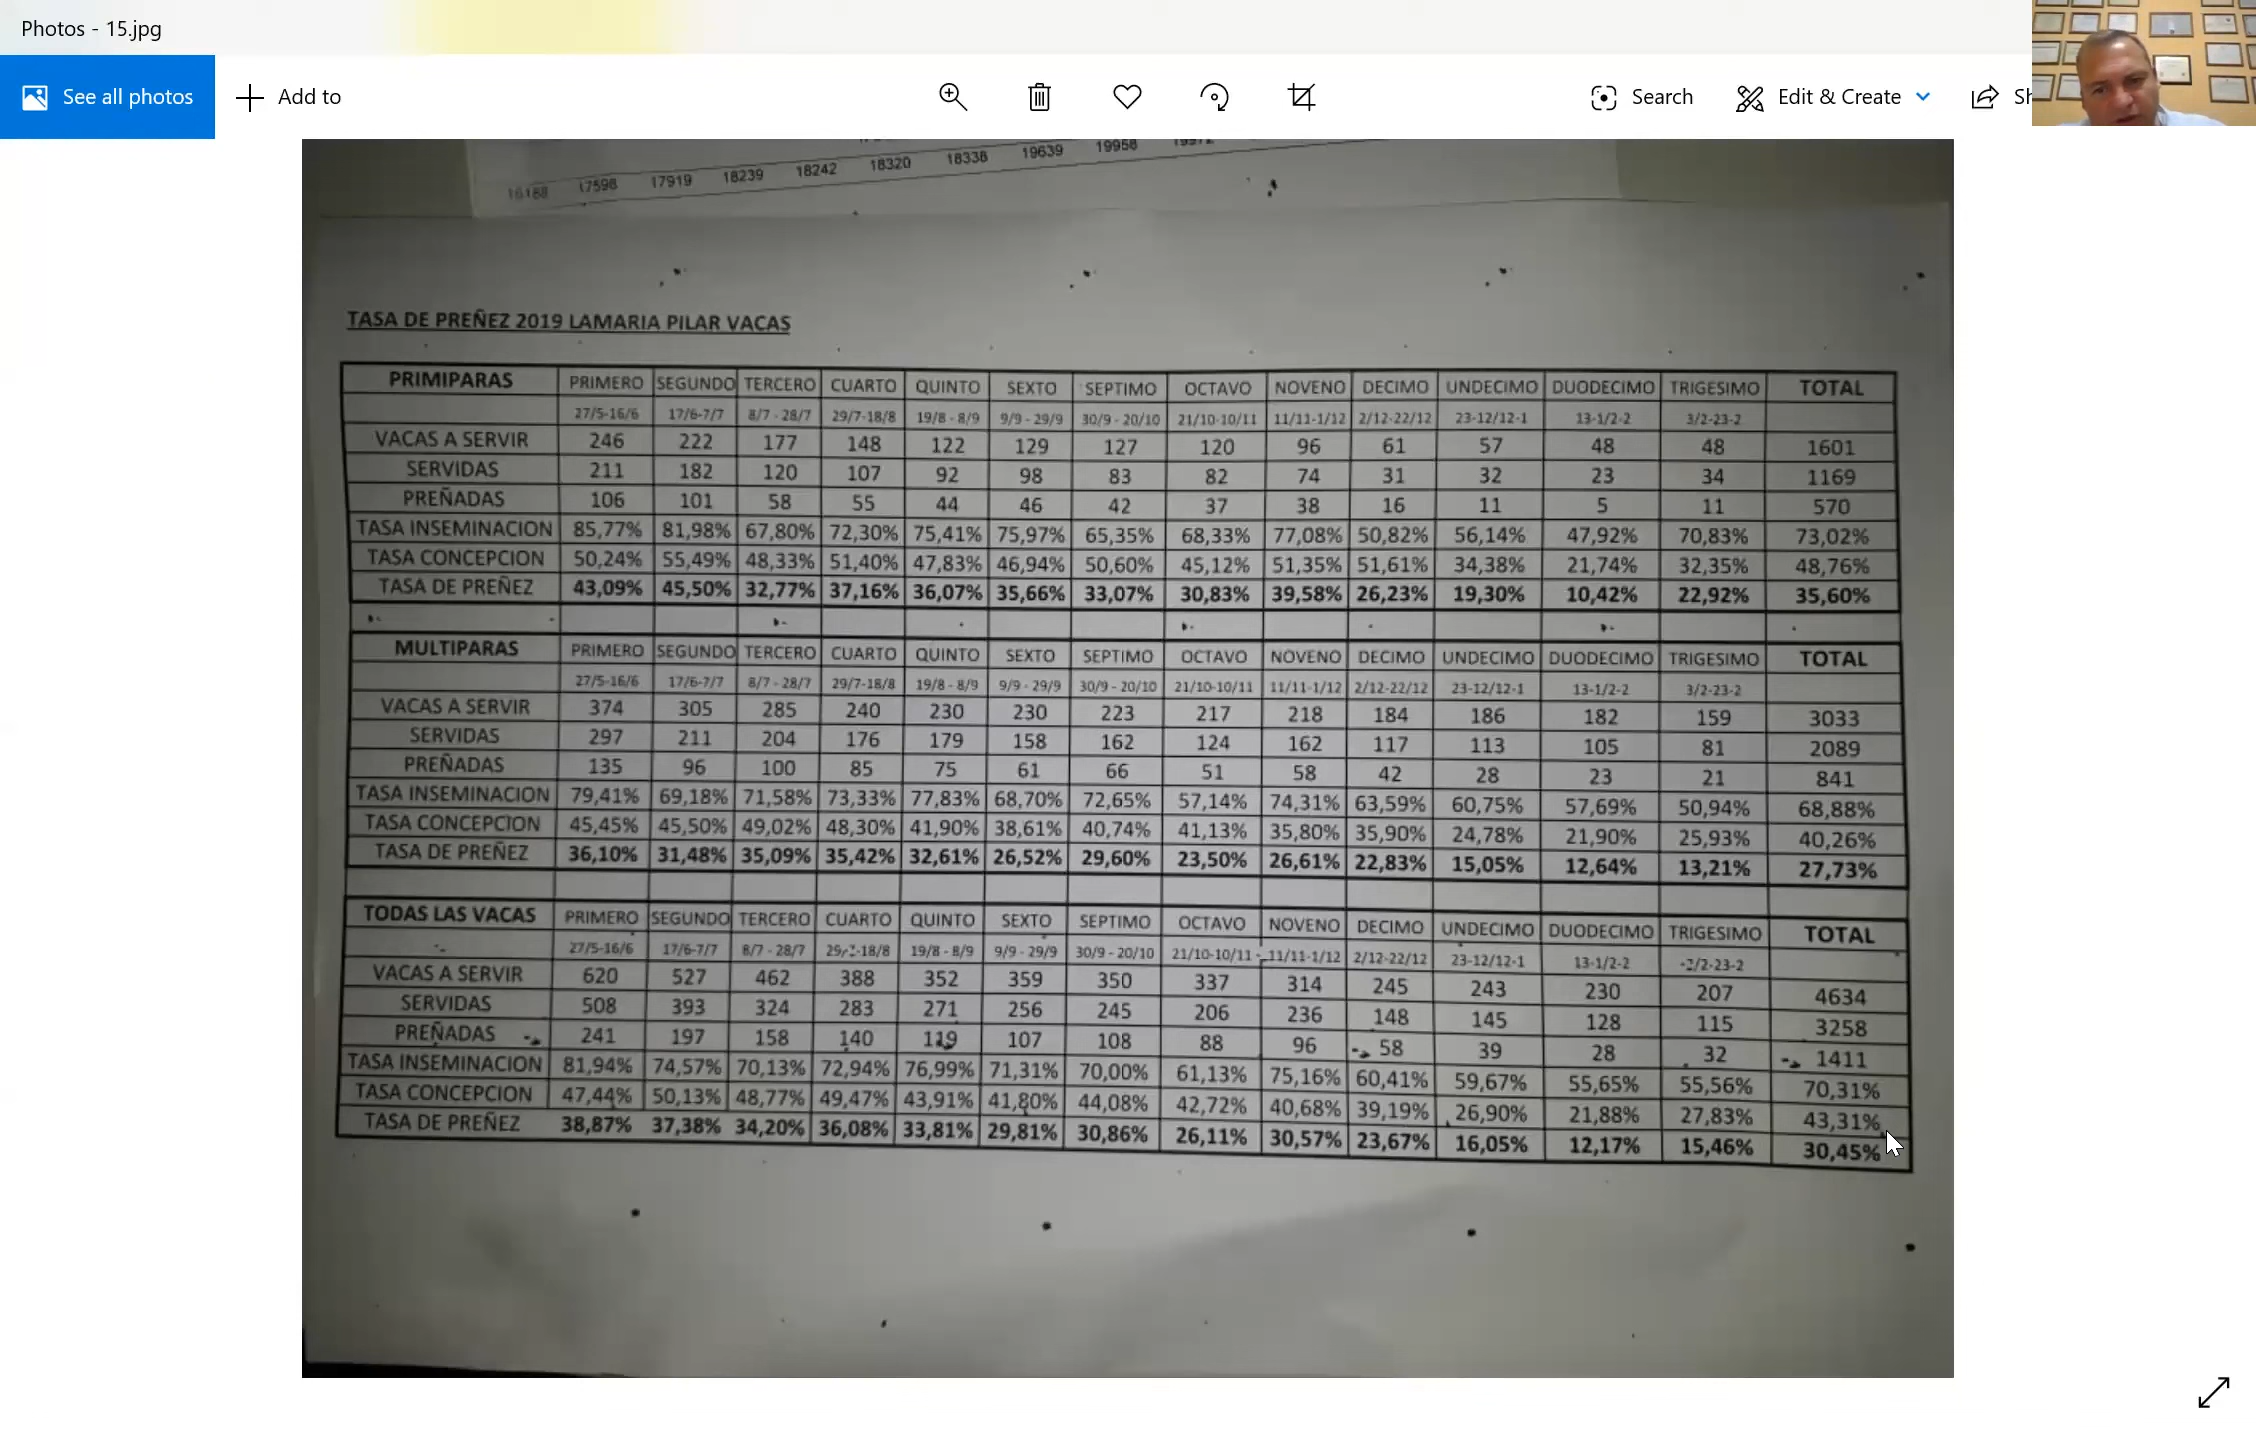 Photos - 15.jpg
See all photos
Add to
Search
Edit & Create
Sh
17598 17919 18239 18242 18320 18338 19639 19958
TASA DE PREÑEZ 2019 LAMARIA PILAR VACAS
PRIMIPARAS PRIMERO SEGUNDO TERCERO CUARTO QUINTO SEXTO SEPTIMO OCTAVO NOVENO DECIMO UNDECIMO DUODECIMO TRIGESIMO TOTAL
27/5-16/6 17/6-7/7 8/7 - 28/7 29/7-18/8 19/8 - 8/9 9/9 - 29/9 30/9 - 20/10 21/10-10/11 11/11-1/12 2/12-22/12 23-12/12-1 13-1/2-2 3/2-23-2
VACAS A SERVIR 246 222 177 148 122 129 127 120 96 61 57 48 48 1601
SERVIDAS 211 182 120 107 92 98 83 82 74 31 32 23 34 1169
PREÑADAS 106 101 58 55 44 46 42 37 38 16 11 5 11 570
TASA INSEMINACION 85,77% 81,98% 67,80% 72,30% 75,41% 75,97% 65,35% 68,33% 77,08% 50,82% 56,14% 47,92% 70,83% 73,02%
TASA CONCEPCION 50,24% 55,49% 48,33% 51,40% 47,83% 46,94% 50,60% 45,12% 51,35% 51,61% 34,38% 21,74% 32,35% 48,76%
TASA DE PREÑEZ 43,09% 45,50% 32,77% 37,16% 36,07% 35,66% 33,07% 30,83% 39,58% 26,23% 19,30% 10,42% 22,92% 35,60%
MULTIPARAS PRIMERO SEGUNDO TERCERO CUARTO QUINTO SEXTO SEPTIMO OCTAVO NOVENO DECIMO UNDECIMO DUODECIMO TRIGESIMO TOTAL
27/5-16/6 17/6-7/7 8/7 - 28/7 29/7-18/8 19/8 - 8/9 9/9 - 29/9 30/9 - 20/10 21/10-10/11 11/11-1/12 2/12-22/12 23-12/12-1 13-1/2-2 3/2-23-2
VACAS A SERVIR 374 305 285 240 230 230 223 217 218 184 186 182 159 3033
SERVIDAS 297 211 204 176 179 158 162 124 162 117 113 105 81 2089
PREÑADAS 135 96 100 85 75 61 66 51 58 42 28 23 21 841
TASA INSEMINACION 79,41% 69,18% 71,58% 73,33% 77,83% 68,70% 72,65% 57,14% 74,31% 63,59% 60,75% 57,69% 50,94% 68,88%
TASA CONCEPCION 45,45% 45,50% 49,02% 48,30% 41,90% 38,61% 40,74% 41,13% 35,80% 35,90% 24,78% 21,90% 25,93% 40,26%
TASA DE PREÑEZ 36,10% 31,48% 35,09% 35,42% 32,61% 26,52% 29,60% 23,50% 26,61% 22,83% 15,05% 12,64% 13,21% 27,73%
TODAS LAS VACAS PRIMERO SEGUNDO TERCERO CUARTO QUINTO SEXTO SEPTIMO OCTAVO NOVENO DECIMO UNDECIMO DUODECIMO TRIGESIMO TOTAL
27/5-16/6 17/6-7/7 8/7 - 28/7 19/8 - 8/9 9/9 - 29/9 30/9 - 20/10 21/10-10/11 11/11-1/12 2/12-22/12 23-12/12-1 13-1/2-2
VACAS A SERVIR 620 527 462 388 352 359 350 337 314 245 243 230 207 4634
SERVIDAS 508 393 324 283 271 256 245 206 236 148 145 128 115 3258
PREÑADAS 241 197 158 140 119 107 108 88 96 58 39 28 32 1411
TASA INSEMINACION 81,94% 74,57% 70,13% 72,94% 76,99% 71,31% 70,00% 61,13% 75,16% 60,41% 59,67% 55,65% 55,56% 70,31%
TASA CONCEPCION 47,44% 50,13% 48,77% 49,47% 43,91% 41,80% 44,08% 42,72% 40,68% 39,19% 26,90% 21,88% 27,83% 43,31%
TASA DE PREÑEZ 38,87% 37,38% 34,20% 36,08% 33,81% 29,81% 30,86% 26,11% 30,57% 23,67% 16,05% 12,17% 15,46% 30,45%